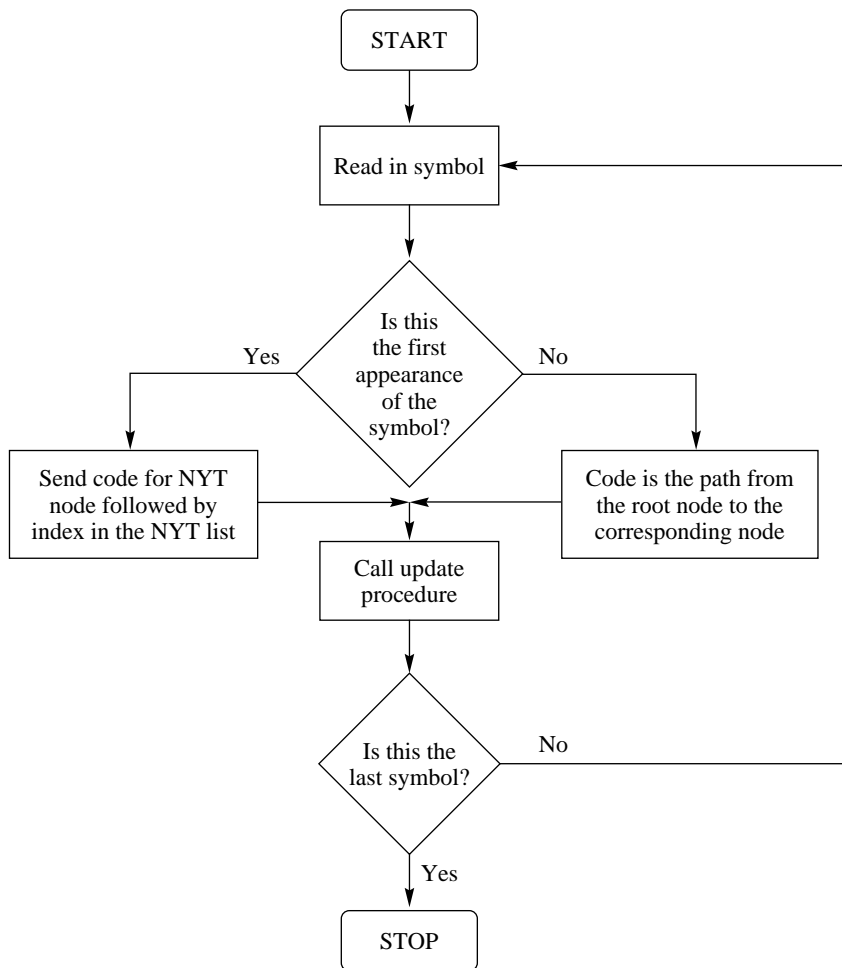 START
Read in symbol
Is this
the first
appearance
of the
symbol?
Yes
No
Send code for NYT
node followed by
index in the NYT list
Code is the path from
the root node to the
corresponding node
Call update
procedure
Is this the
last symbol?
No
Yes
STOP